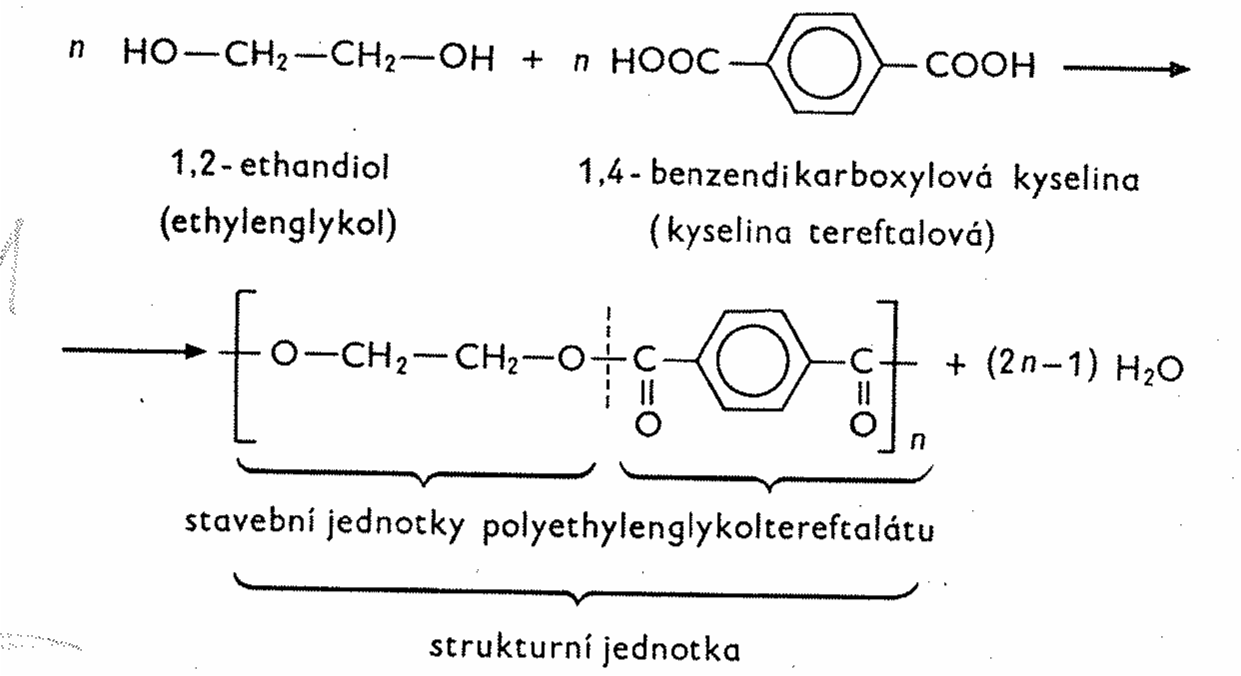 n HO—CH₂—CH₂—OH + n HOOC— —COOH
1,2-ethandiol
1,4-benzendikarboxylová kyselina
(ethylenglykol)
(kyselina tereftalová)
O—CH₂—CH₂—O—C— —C— + (2n−1) H₂O
O O n
stavební jednotky polyethylenglykoltereftalátu
strukturní jednotka